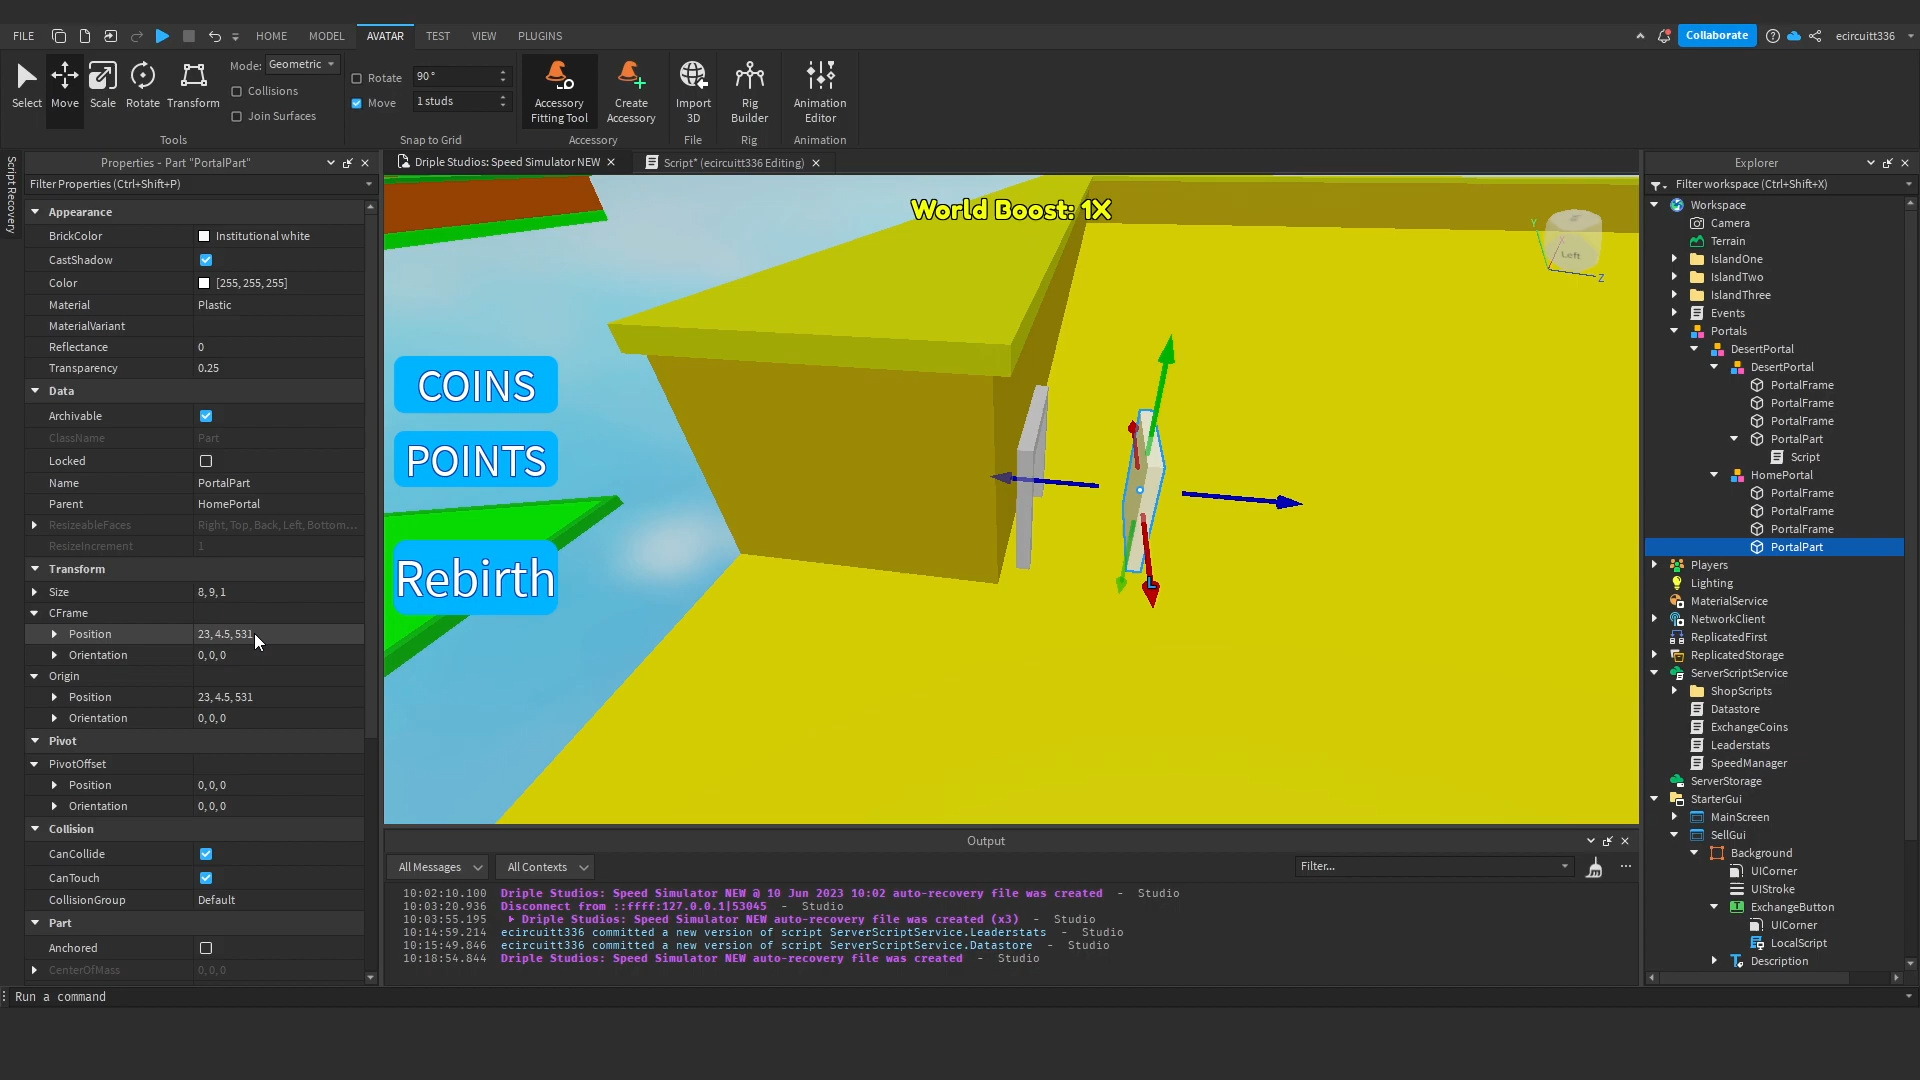 FILE HOME MODEL AVATAR TEST VIEW PLUGINS Collaborate ecircuitt336
Mode: Geometric
Collisions
Join Surfaces
Rotate 90°
Move 1 studs
Select Move Scale Rotate Transform
Accessory Fitting Tool
Create Accessory
Import 3D
Rig Builder
Animation Editor
Tools Snap to Grid Accessory File Rig Animation
Script Recovery
Properties - Part "PortalPart"
Filter Properties (Ctrl+Shift+P)
Appearance
BrickColor Institutional white
CastShadow
Color [255, 255, 255]
Material Plastic
MaterialVariant
Reflectance 0
Transparency 0.25
Data
Archivable
ClassName Part
Locked
Name PortalPart
Parent HomePortal
ResizeableFaces Right, Top, Back, Left, Bottom...
ResizeIncrement 1
Transform
Size 8, 9, 1
CFrame
Position 23, 4.5, 531
Orientation 0, 0, 0
Origin
Position 23, 4.5, 531
Orientation 0, 0, 0
Pivot
PivotOffset
Position 0, 0, 0
Orientation 0, 0, 0
Collision
CanCollide
CanTouch
CollisionGroup Default
Part
Anchored
CenterOfMass 0, 0, 0
Driple Studios: Speed Simulator NEW
Script* (ecircuitt336 Editing)
World Boost: 1X
COINS
POINTS
Rebirth
Y
X
Left
Z
L
Output
All Messages All Contexts Filter...
10:02:10.100 Driple Studios: Speed Simulator NEW @ 10 Jun 2023 10:02 auto-recovery file was created - Studio
10:03:20.936 Disconnect from ::ffff:127.0.0.1|53045 - Studio
10:03:55.195 Driple Studios: Speed Simulator NEW auto-recovery file was created (x3) - Studio
10:14:59.214 ecircuitt336 committed a new version of script ServerScriptService.Leaderstats - Studio
10:15:49.846 ecircuitt336 committed a new version of script ServerScriptService.Datastore - Studio
10:18:54.844 Driple Studios: Speed Simulator NEW auto-recovery file was created - Studio
Explorer
Filter workspace (Ctrl+Shift+X)
Workspace
Camera
Terrain
IslandOne
IslandTwo
IslandThree
Events
Portals
DesertPortal
DesertPortal
PortalFrame
PortalFrame
PortalFrame
PortalPart
Script
HomePortal
PortalFrame
PortalFrame
PortalFrame
PortalPart
Players
Lighting
MaterialService
NetworkClient
ReplicatedFirst
ReplicatedStorage
ServerScriptService
ShopScripts
Datastore
ExchangeCoins
Leaderstats
SpeedManager
ServerStorage
StarterGui
MainScreen
SellGui
Background
UICorner
UIStroke
ExchangeButton
UICorner
LocalScript
Description
Run a command